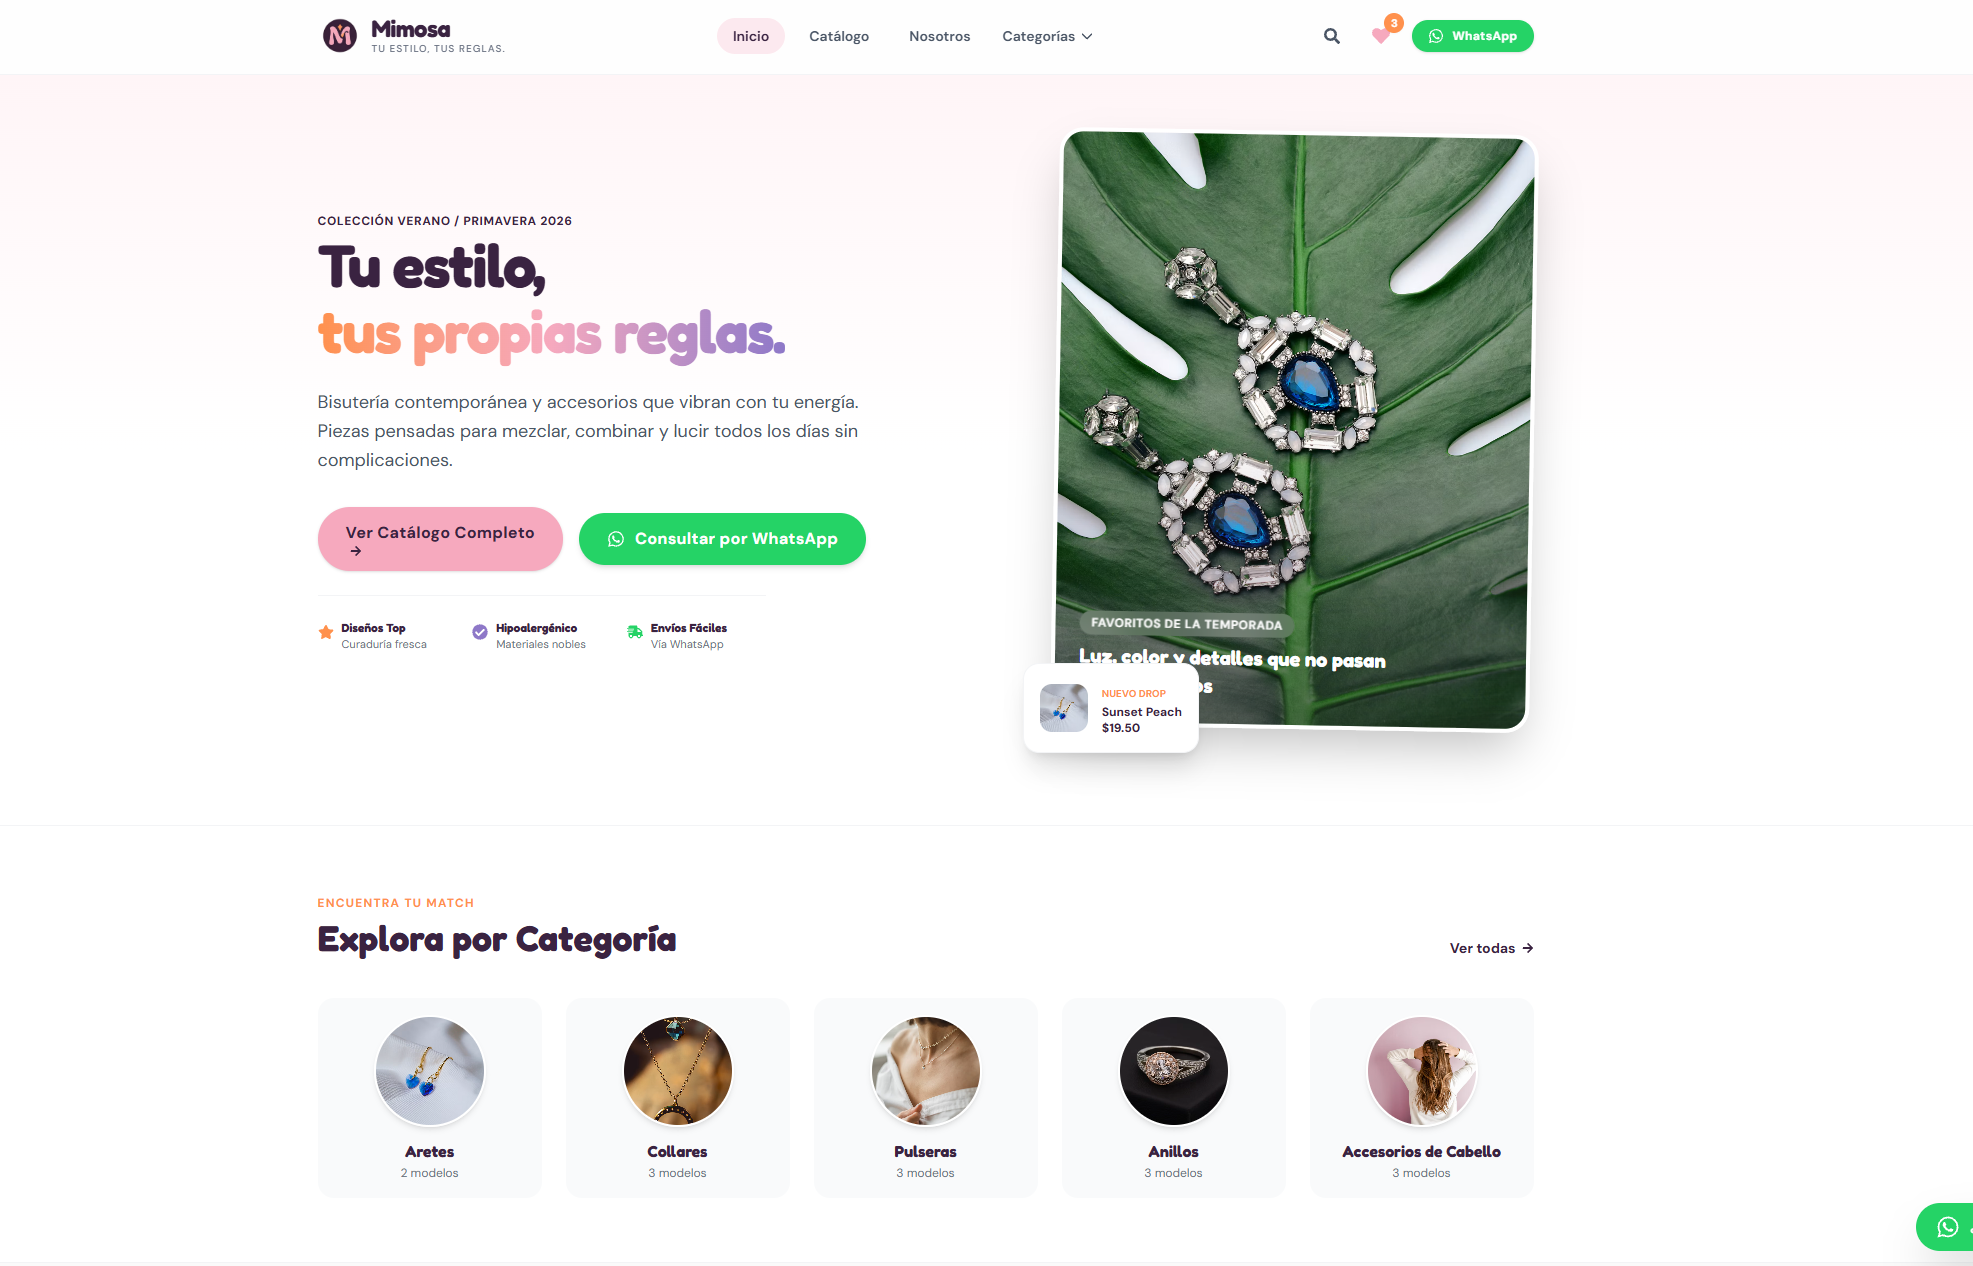 Mimosa
TU ESTILO, TUS REGLAS.
Inicio
Catálogo
Nosotros
Categorías
3
WhatsApp
COLECCIÓN VERANO / PRIMAVERA 2026
Tu estilo,
tus propias reglas.
Bisutería contemporánea y accesorios que vibran con tu energía.
Piezas pensadas para mezclar, combinar y lucir todos los días sin
complicaciones.
Ver Catálogo Completo
→
Consultar por WhatsApp
Diseños Top
Curaduría fresca
Hipoalergénico
Materiales nobles
Envíos Fáciles
Vía WhatsApp
FAVORITOS DE LA TEMPORADA
Luz, color y detalles que no pasan
NUEVO DROP
Sunset Peach
$19.50
ENCUENTRA TU MATCH
Explora por Categoría
Ver todas →
Aretes
2 modelos
Collares
3 modelos
Pulseras
3 modelos
Anillos
3 modelos
Accesorios de Cabello
3 modelos